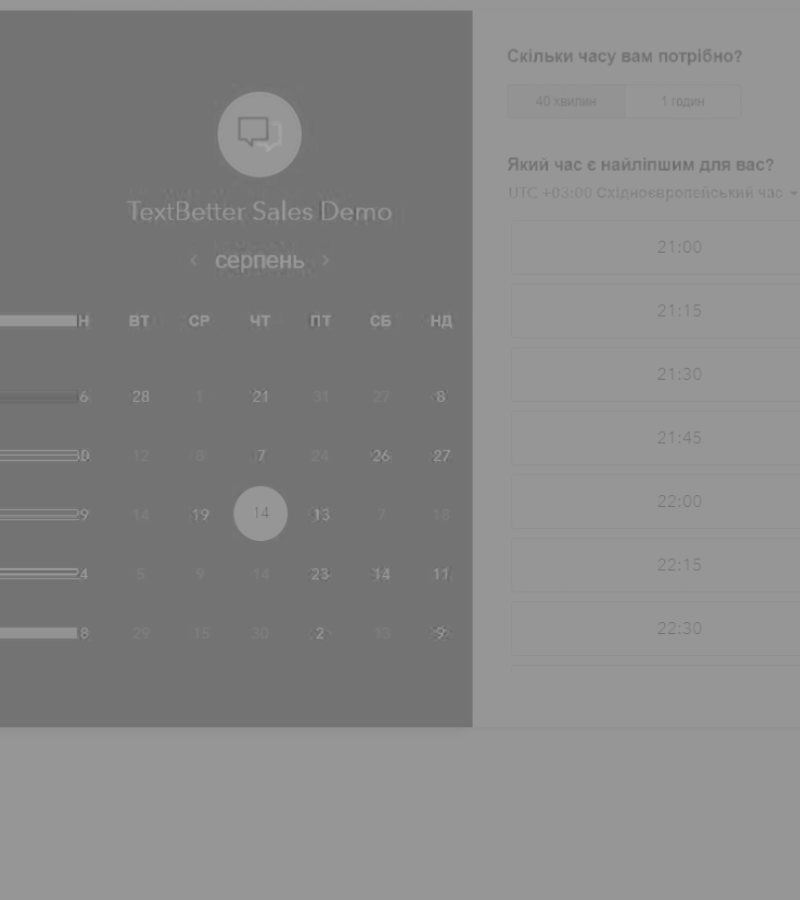 TextBetter Sales Demo
‹ серпень ›
Н ВТ СР ЧТ ПТ СБ НД
6 28 1 21 31 27 8
0 12 8 7 24 26 27
9 14 19 14 13 7 18
4 5 9 14 23 14 11
8 29 15 30 2 13 9
Скільки часу вам потрібно?
40 хвилин 1 годин
Який час є найліпшим для вас?
UTC +03:00 Східноєвропейський час
21:00
21:15
21:30
21:45
22:00
22:15
22:30